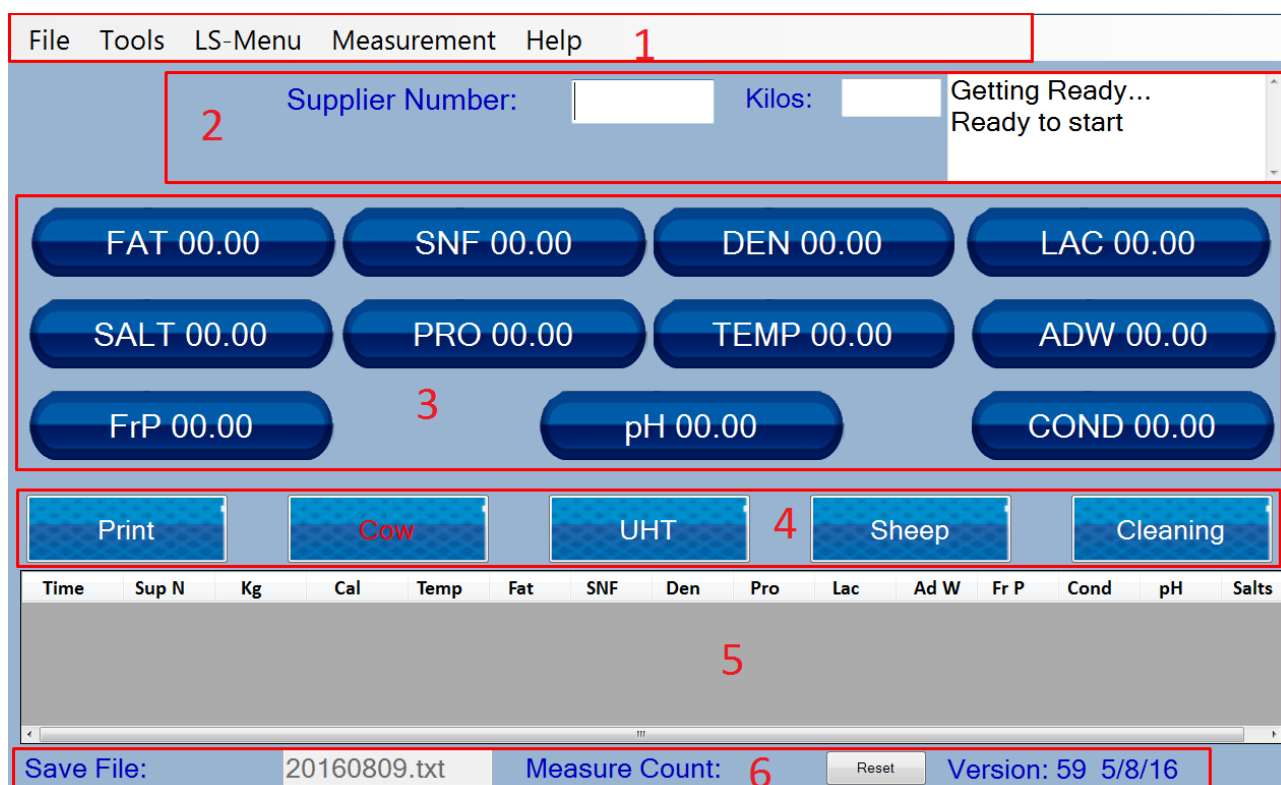 File Tools LS-Menu Measurement Help 1
Supplier Number: Kilos: Getting Ready...
2 Ready to start
FAT 00.00 SNF 00.00 DEN 00.00 LAC 00.00
SALT 00.00 PRO 00.00 TEMP 00.00 ADW 00.00
3
FrP 00.00 pH 00.00 COND 00.00
Print Cow UHT 4 Sheep Cleaning
Time Sup N Kg Cal Temp Fat SNF Den Pro Lac Ad W Fr P Cond pH Salts
5
Save File: 20160809.txt Measure Count: 6 Reset Version: 59 5/8/16